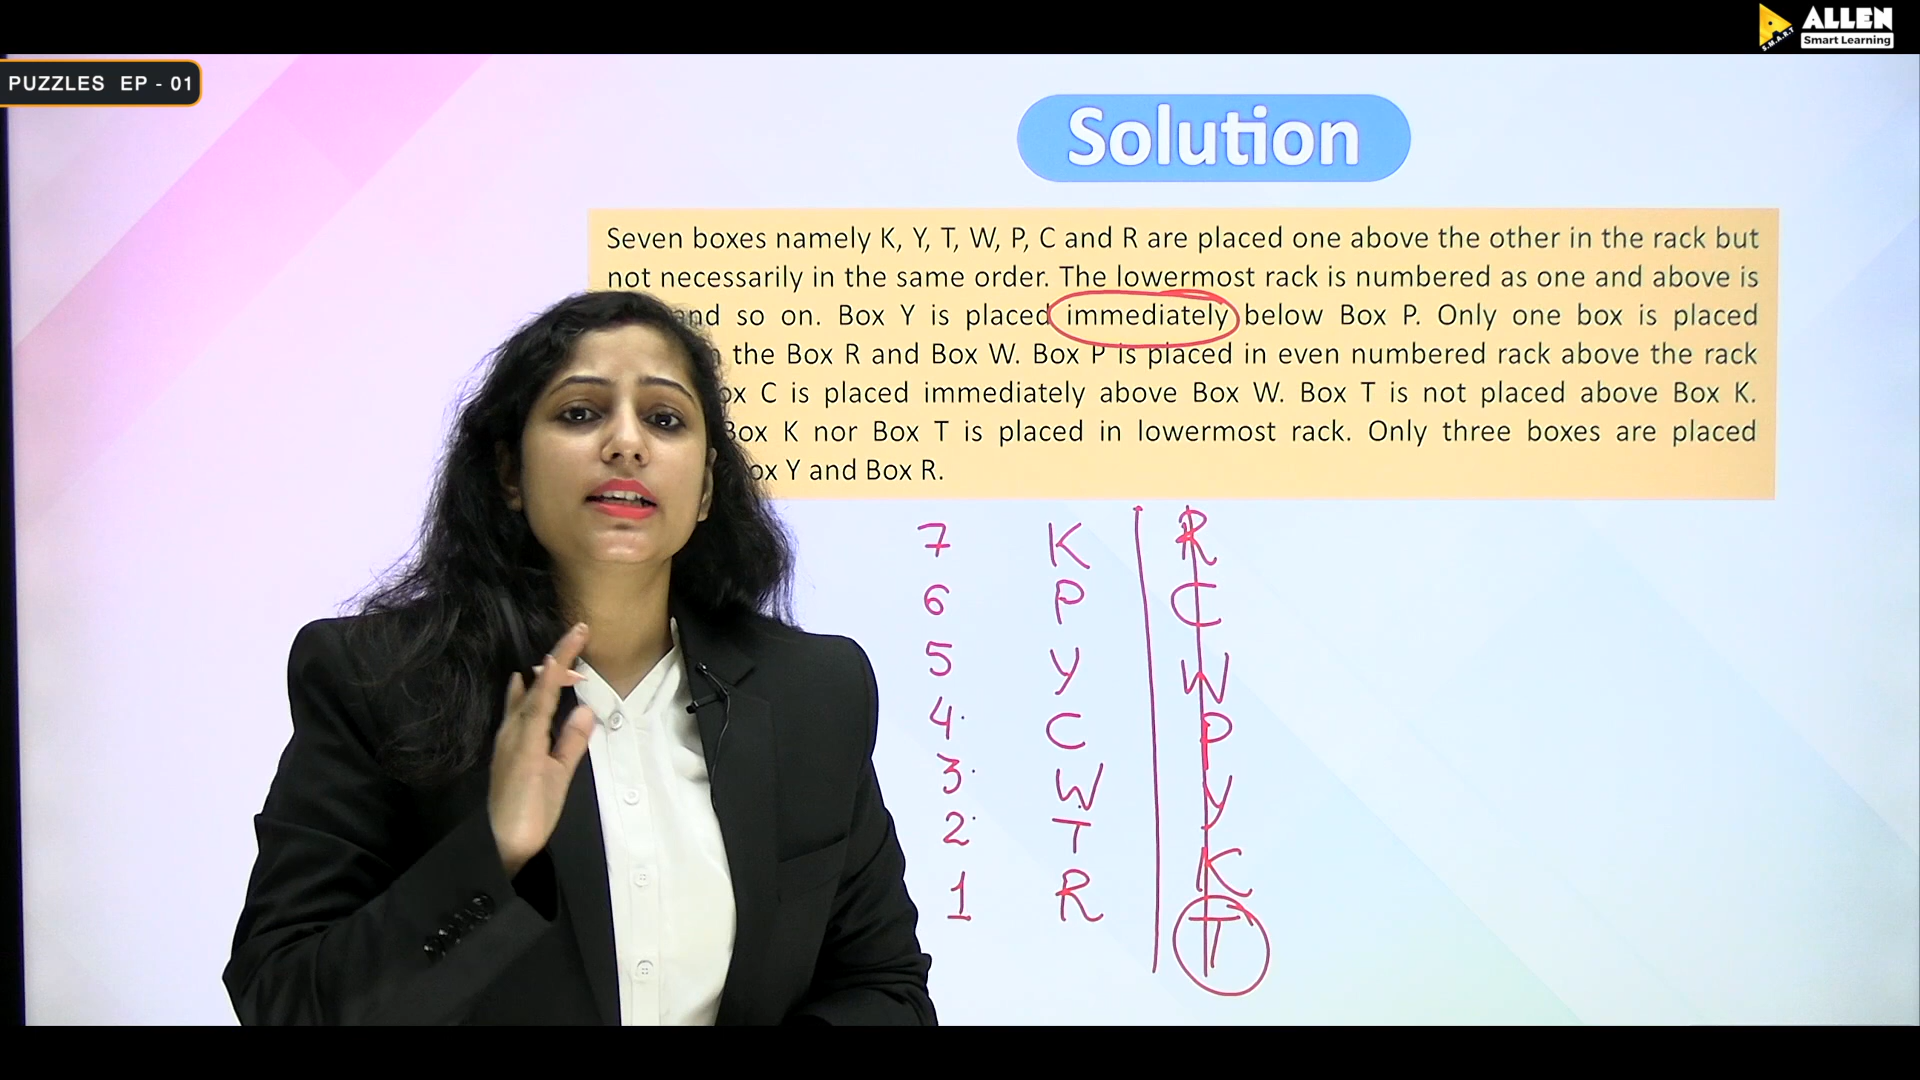 ALLEN
S.M.A.R.T
Smart Learning
PUZZLES EP - 01
Solution
Seven boxes namely K, Y, T, W, P, C and R are placed one above the other in the rack but
not necessarily in the same order. The lowermost rack is numbered as one and above is
and so on. Box Y is placed immediately below Box P. Only one box is placed
the Box R and Box W. Box P is placed in even numbered rack above the rack
C is placed immediately above Box W. Box T is not placed above Box K.
Box K nor Box T is placed in lowermost rack. Only three boxes are placed
Y and Box R.
7 K R
6 P C
5 Y W
4 C P
3 W Y
2 T K
1 R T